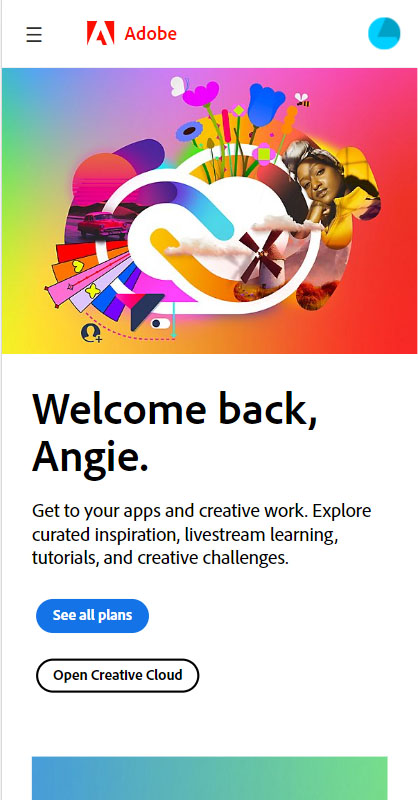 Adobe
Welcome back,
Angie.
Get to your apps and creative work. Explore
curated inspiration, livestream learning,
tutorials, and creative challenges.
See all plans
Open Creative Cloud